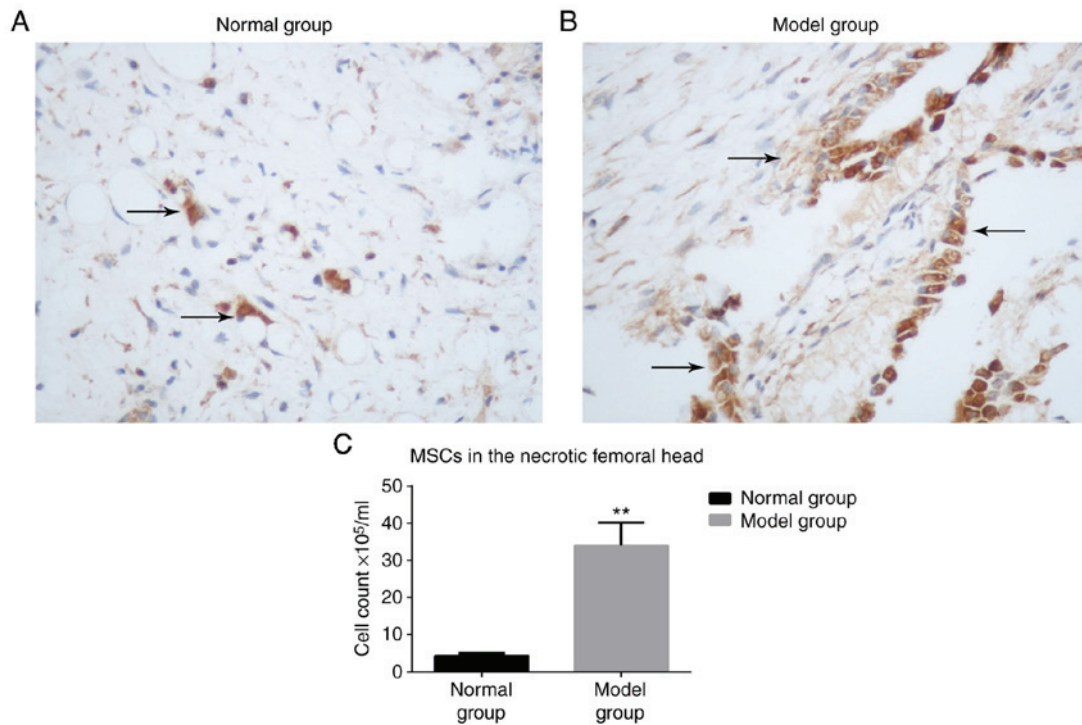 A
Normal group
B
Model group
C
MSCs in the necrotic femoral head
Cell count ×10⁵/ml
50
40
30
20
10
0
**
Normal group
Model group
Normal
group
Model
group